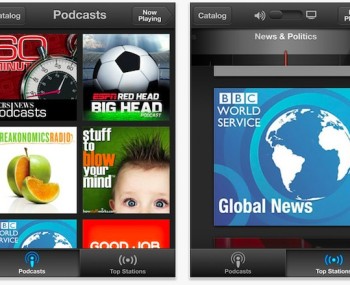 Catalog
Podcasts
Now
Playing
60
MINUTES
CBS NEWS
Podcasts
ESPN RED HEAD
BIG HEAD
PODCAST
FREAKONOMICS RADIO
stuff
to
blow
your
mind
BBC
WORLD
SERVICE
GOOD JOB
Podcasts
Top Stations
Catalog
News & Politics
BBC
WORLD
SERVICE
Global News
Podcasts
Top Stations